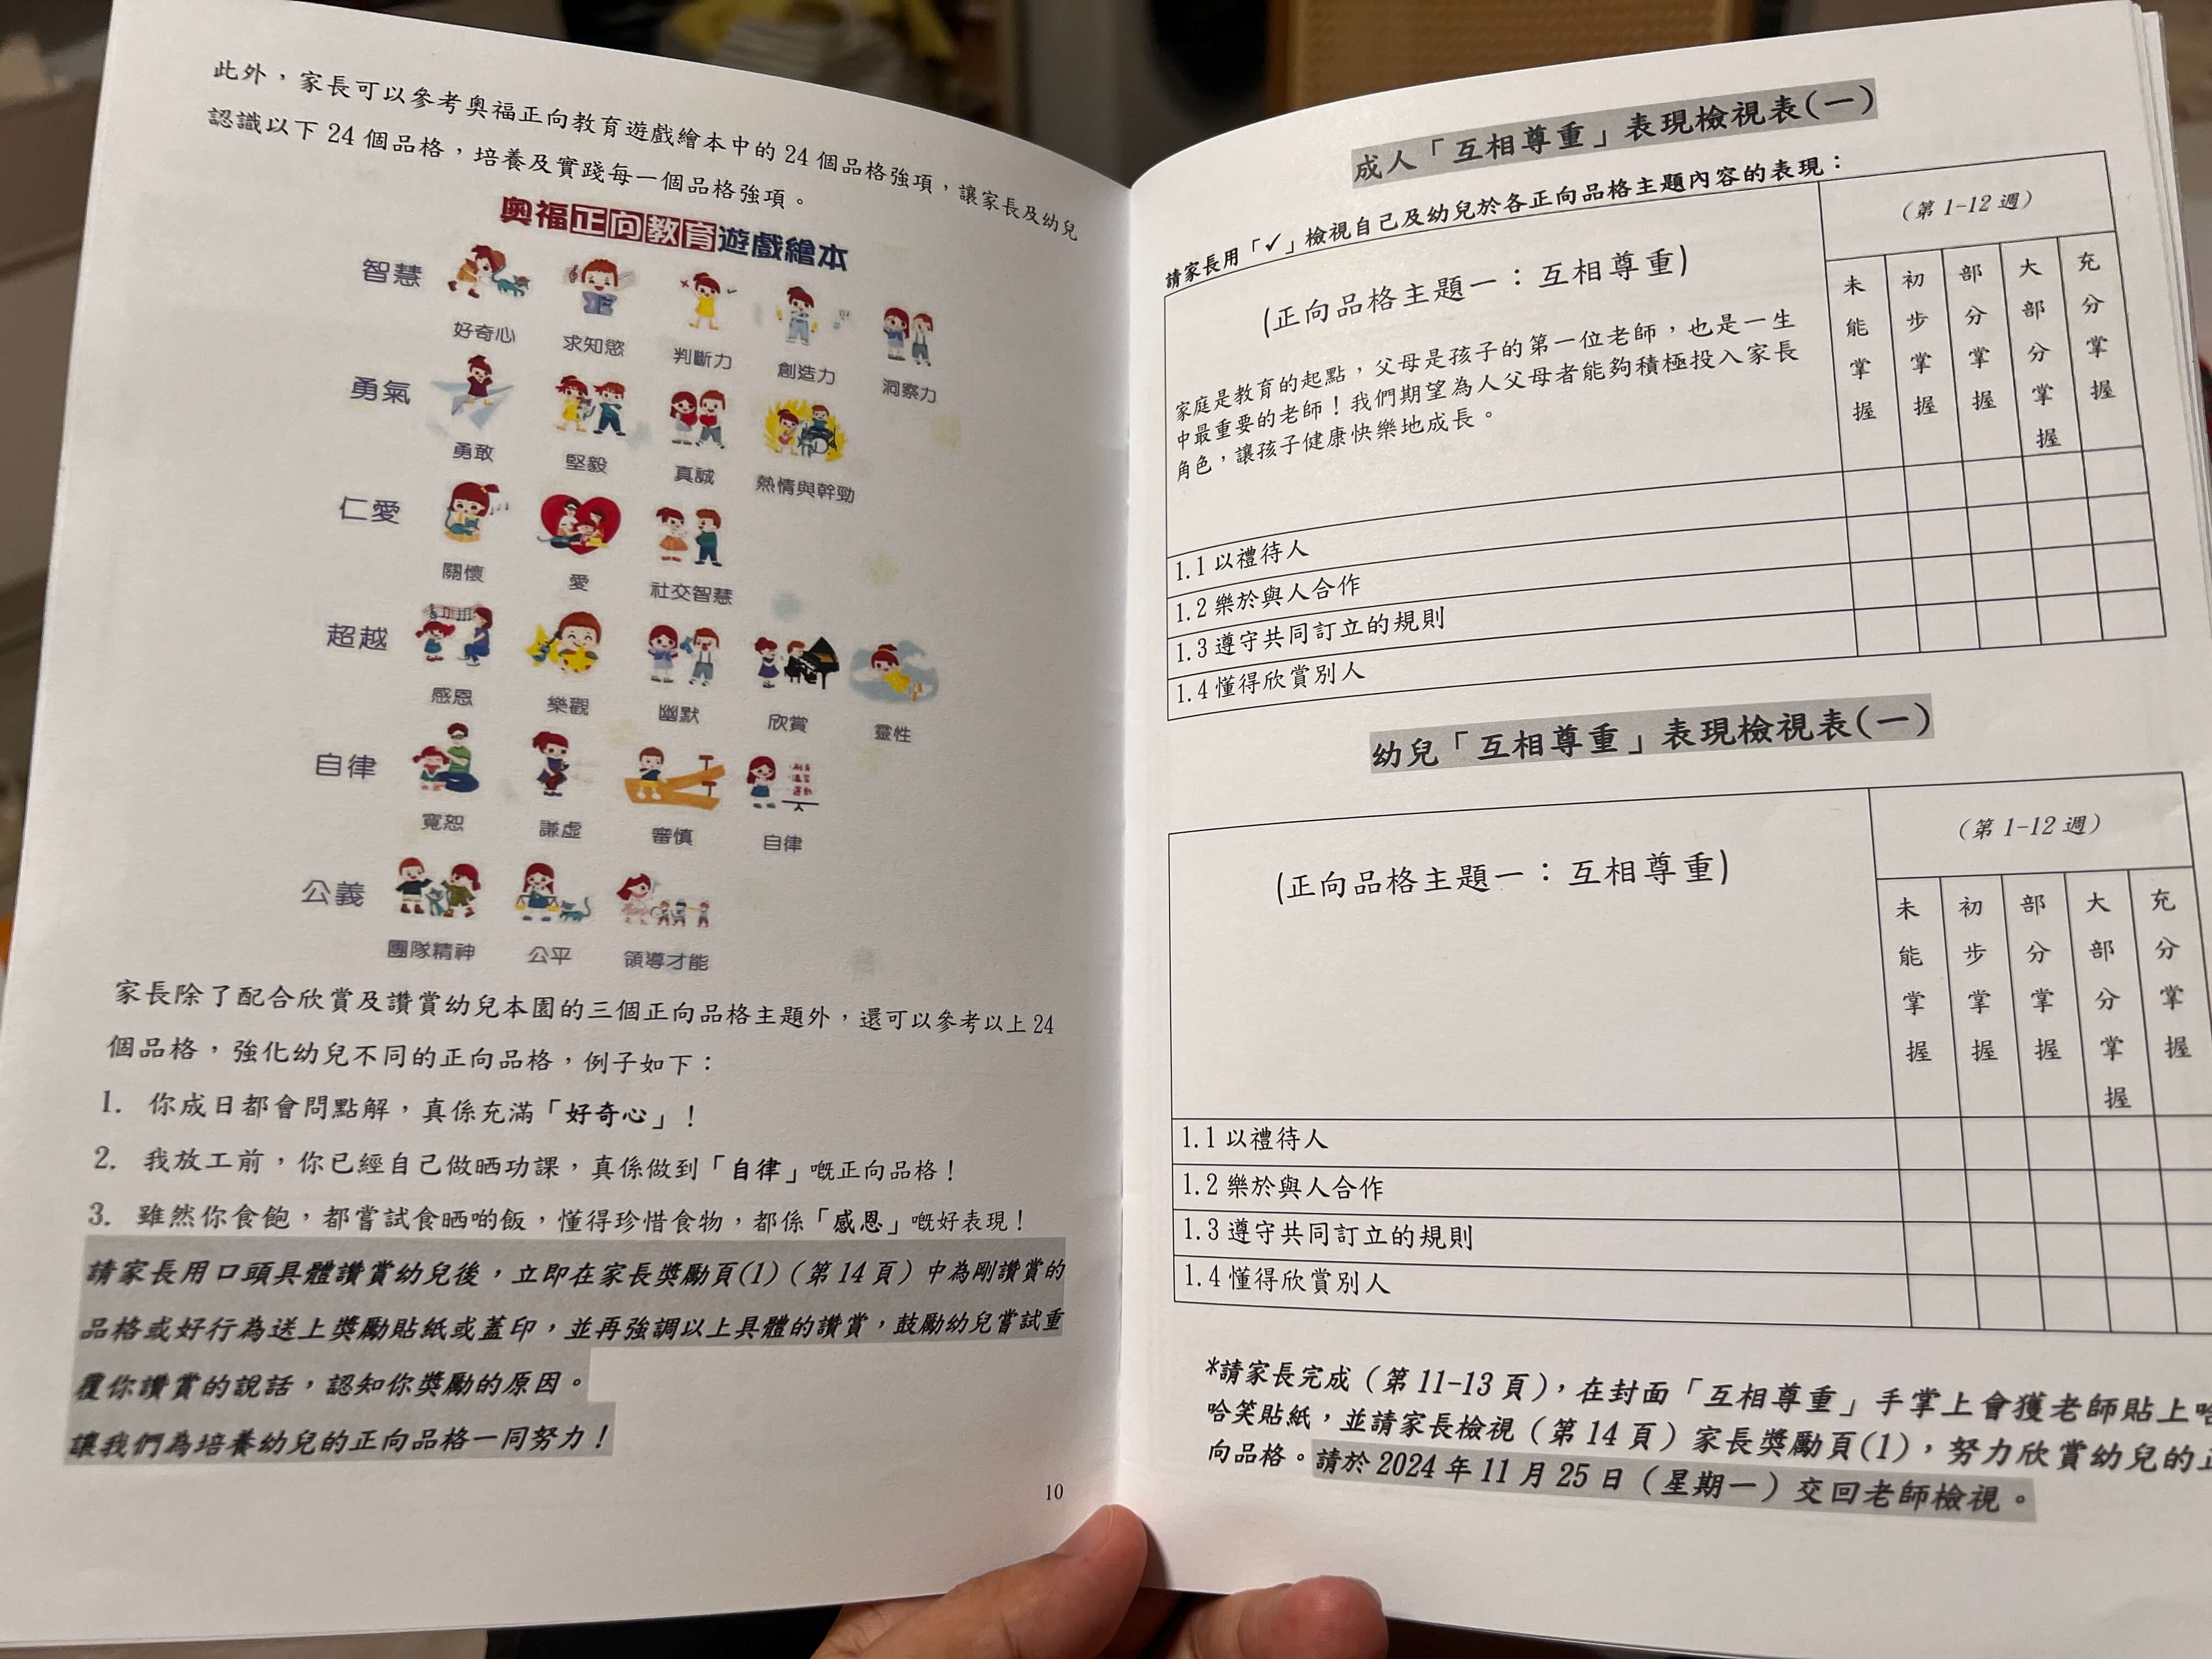 此外，家長可以參考奧福正向教育遊戲繪本中的 24 個品格強項，讓家長及幼兒
認識以下 24 個品格，培養及實踐每一個品格強項。
奧福正向教育遊戲繪本
智慧
好奇心 求知慾 判斷力 創造力 洞察力
勇氣
勇敢 堅毅 真誠 熱情與幹勁
仁愛
關懷 愛 社交智慧
超越
感恩 樂觀 幽默 欣賞 靈性
自律
寬恕 謙虛 審慎 自律
公義
團隊精神 公平 領導才能
家長除了配合欣賞及讚賞幼兒本園的三個正向品格主題外，還可以參考以上 24
個品格，強化幼兒不同的正向品格，例子如下：
1. 你成日都會問點解，真係充滿「好奇心」！
2. 我放工前，你已經自己做晒功課，真係做到「自律」嘅正向品格！
3. 雖然你食飽，都嘗試食晒啲飯，懂得珍惜食物，都係「感恩」嘅好表現！
請家長用口頭具體讚賞幼兒後，立即在家長獎勵頁(1)（第 14 頁）中為剛讚賞的
品格或好行為送上獎勵貼紙或蓋印，並再強調以上具體的讚賞，鼓勵幼兒嘗試重
覆你讚賞的說話，認知你獎勵的原因。
讓我們為培養幼兒的正向品格一同努力！
10
成人「互相尊重」表現檢視表(一)
請家長用「✓」檢視自己及幼兒於各正向品格主題內容的表現：
(正向品格主題一：互相尊重)
家庭是教育的起點，父母是孩子的第一位老師，也是一生
中最重要的老師！我們期望為人父母者能夠積極投入家長
角色，讓孩子健康快樂地成長。
（第 1-12 週）
未能掌握 初步掌握 部分掌握 大部分掌握 充分掌握
1.1 以禮待人
1.2 樂於與人合作
1.3 遵守共同訂立的規則
1.4 懂得欣賞別人
幼兒「互相尊重」表現檢視表(一)
(正向品格主題一：互相尊重)
（第 1-12 週）
未能掌握 初步掌握 部分掌握 大部分掌握 充分掌握
1.1 以禮待人
1.2 樂於與人合作
1.3 遵守共同訂立的規則
1.4 懂得欣賞別人
*請家長完成（第 11-13 頁），在封面「互相尊重」手掌上會獲老師貼上
哈笑貼紙，並請家長檢視（第 14 頁）家長獎勵頁(1)，努力欣賞幼兒的正
向品格。請於 2024 年 11 月 25 日（星期一）交回老師檢視。